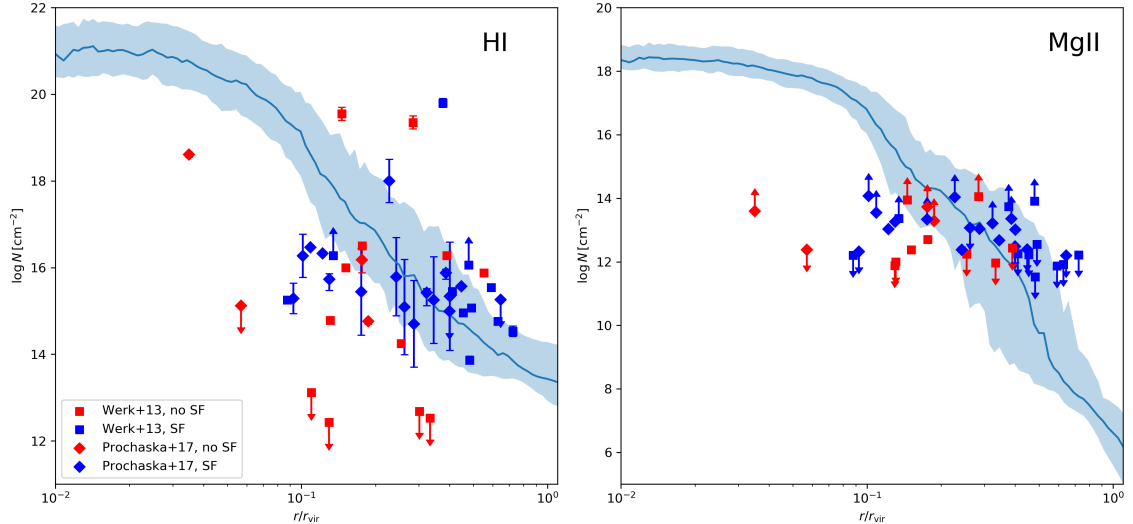 22
20
18
16
14
12
log N [cm⁻²]
10⁻²
10⁻¹
10⁰
r/r_vir
HI
Werk+13, no SF
Werk+13, SF
Prochaska+17, no SF
Prochaska+17, SF
20
18
16
14
12
10
8
6
log N [cm⁻²]
10⁻²
10⁻¹
10⁰
r/r_vir
MgII